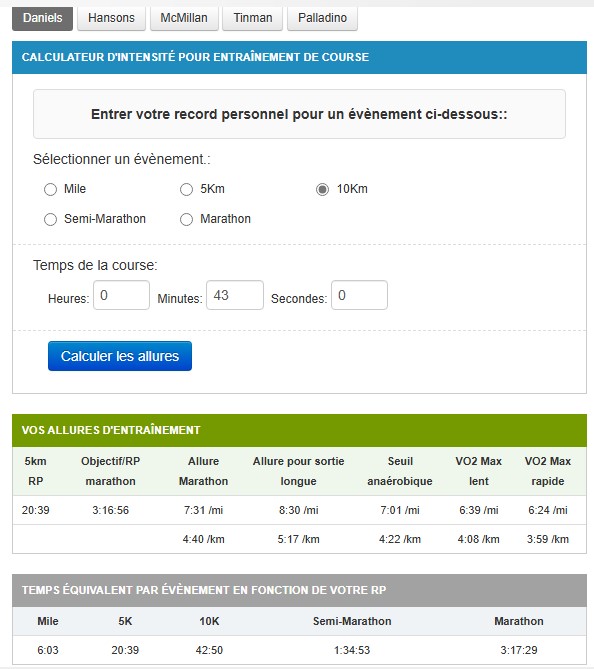 Daniels Hansons McMillan Tinman Palladino
CALCULATEUR D'INTENSITÉ POUR ENTRAÎNEMENT DE COURSE
Entrer votre record personnel pour un évènement ci-dessous::
Sélectionner un évènement.:
Mile 5Km 10Km
Semi-Marathon Marathon
Temps de la course:
Heures: 0 Minutes: 43 Secondes: 0
Calculer les allures
VOS ALLURES D'ENTRAÎNEMENT
5km Objectif/RP Allure Allure pour sortie Seuil VO2 Max VO2 Max
RP marathon Marathon longue anaérobique lent rapide
20:39 3:16:56 7:31 /mi 8:30 /mi 7:01 /mi 6:39 /mi 6:24 /mi
4:40 /km 5:17 /km 4:22 /km 4:08 /km 3:59 /km
TEMPS ÉQUIVALENT PAR ÉVÈNEMENT EN FONCTION DE VOTRE RP
Mile 5K 10K Semi-Marathon Marathon
6:03 20:39 42:50 1:34:53 3:17:29